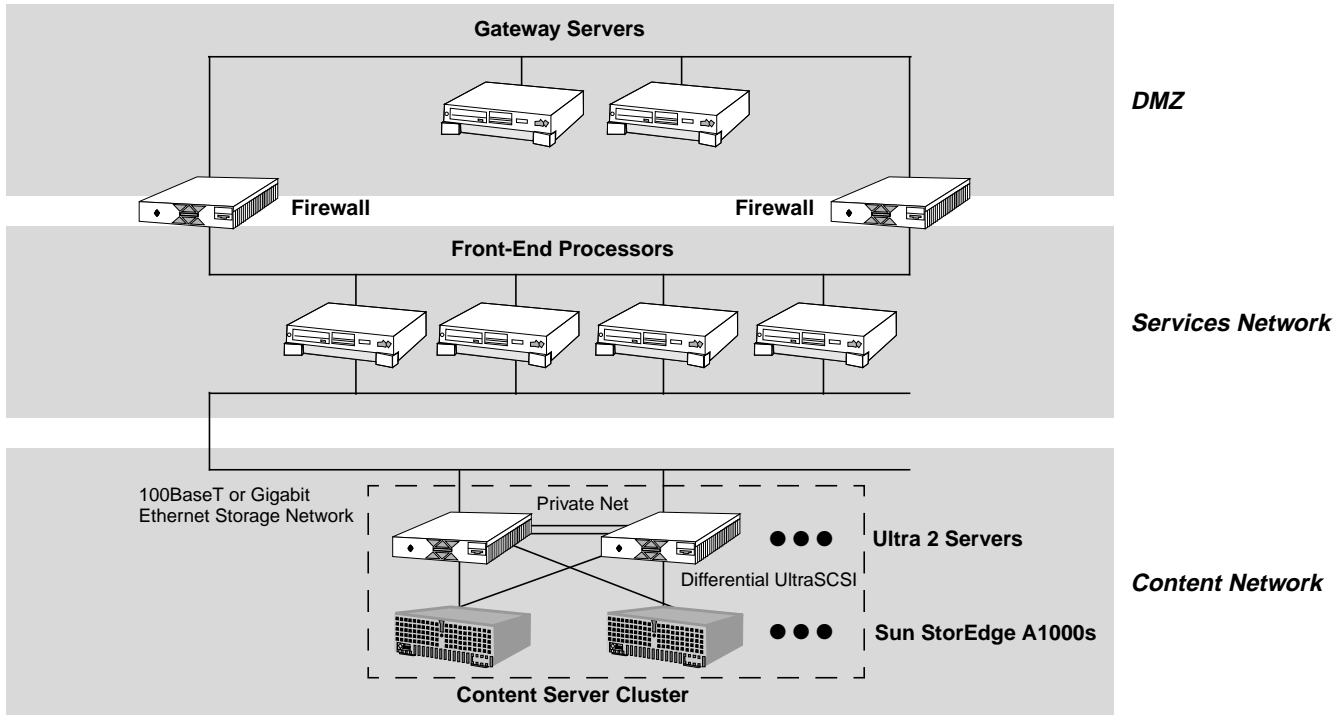 Gateway Servers
DMZ
Firewall
Firewall
Front-End Processors
Services Network
100BaseT or Gigabit
Ethernet Storage Network
Private Net
Ultra 2 Servers
Differential UltraSCSI
Content Network
Sun StorEdge A1000s
Content Server Cluster